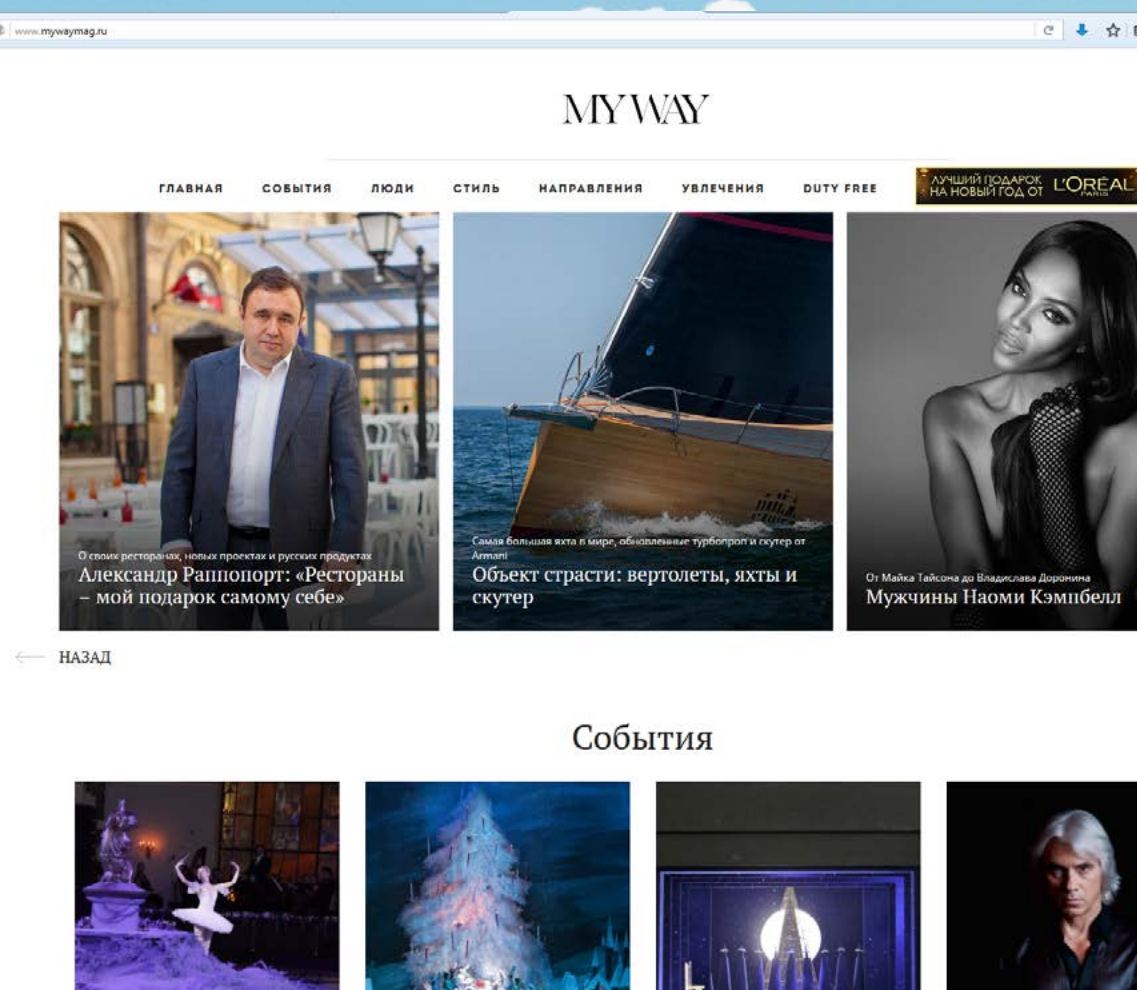 www.mywaymag.ru
MY WAY
ГЛАВНАЯ СОБЫТИЯ ЛЮДИ СТИЛЬ НАПРАВЛЕНИЯ УВЛЕЧЕНИЯ DUTY FREE
ЛУЧШИЙ ПОДАРОК
НА НОВЫЙ ГОД ОТ
L'ORÉAL
PARIS
О своих ресторанах, новых проектах и русских продуктах
Александр Раппопорт: «Рестораны
– мой подарок самому себе»
Самая большая яхта в мире, обновленные турбопроп и скутер от
Armani
Объект страсти: вертолеты, яхты и
скутер
От Майка Тайсона до Владислава Доронина
Мужчины Наоми Кэмпбелл
НАЗАД
События